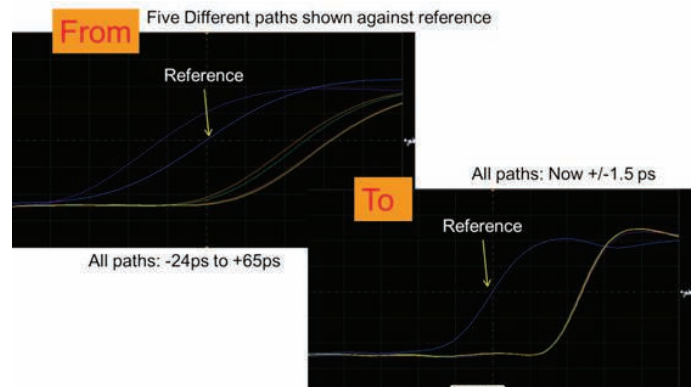 Five Different paths shown against reference
From
Reference
All paths: Now +/-1.5 ps
To
Reference
All paths: -24ps to +65ps